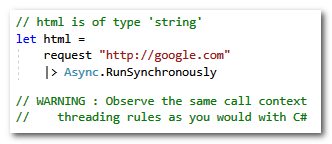 // html is of type 'string'
let html =
    request "http://google.com"
    |> Async.RunSynchronously
// WARNING : Observe the same call context
//    threading rules as you would with C#